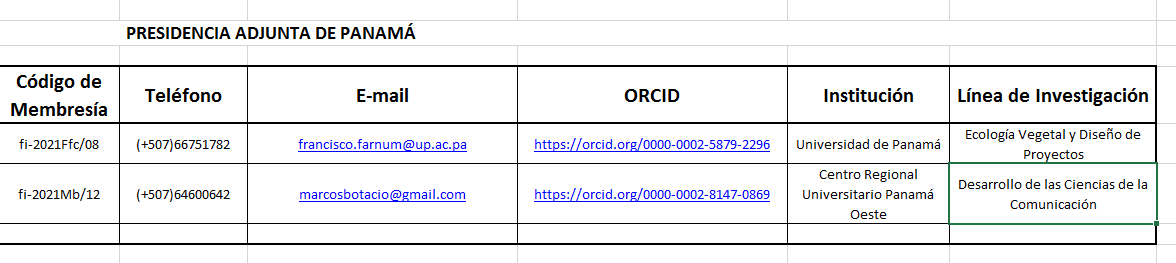 PRESIDENCIA ADJUNTA DE PANAMÁ
Código de Membresía Teléfono E-mail ORCID Institución Línea de Investigación
fi-2021Ffc/08 (+507)66751782 francisco.farnum@up.ac.pa https://orcid.org/0000-0002-5879-2296 Universidad de Panamá Ecología Vegetal y Diseño de Proyectos
fi-2021Mb/12 (+507)64600642 marcosbotacio@gmail.com https://orcid.org/0000-0002-8147-0869 Centro Regional Universitario Panamá Oeste Desarrollo de las Ciencias de la Comunicación